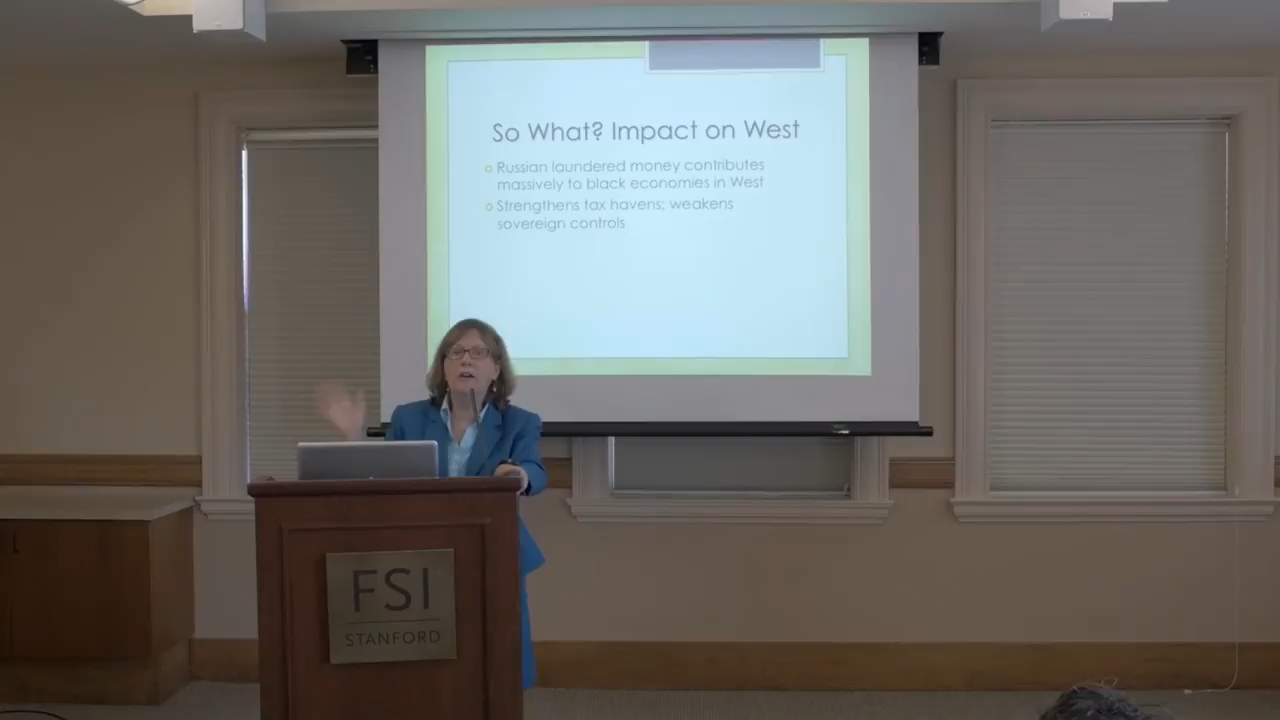 So What? Impact on West
Russian laundered money contributes
massively to black economies in West
Strengthens tax havens; weakens
sovereign controls
FSI
STANFORD